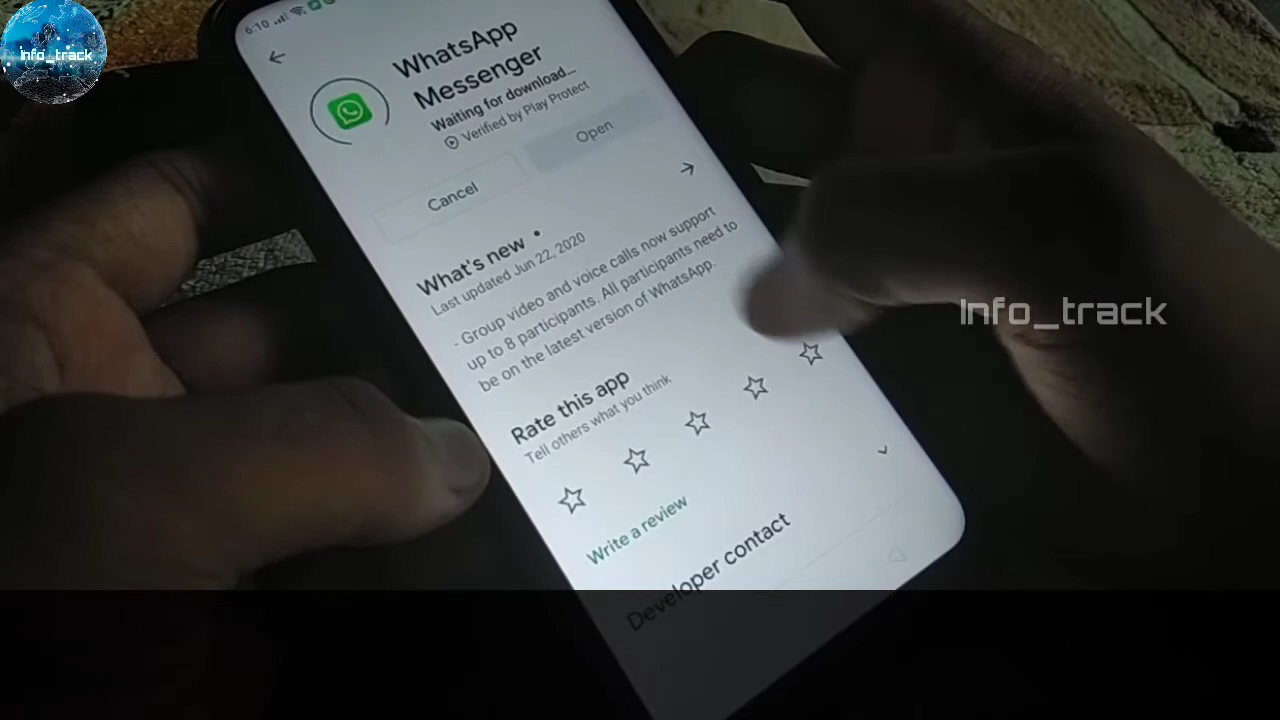 Info_track
6:10
WhatsApp
Messenger
Waiting for download...
Verified by Play Protect
Cancel
Open
What's new •
Last updated Jun 22, 2020
- Group video and voice calls now support
up to 8 participants. All participants need to
be on the latest version of WhatsApp.
Info_track
Rate this app
Tell others what you think
Write a review
Developer contact